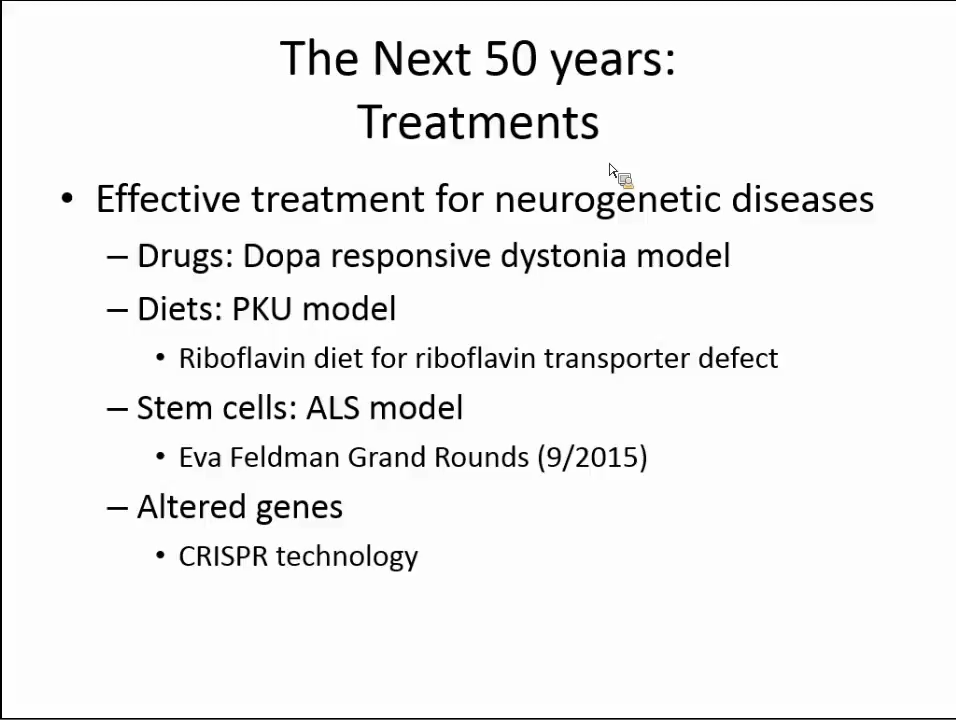 The Next 50 years:
Treatments
• Effective treatment for neurogenetic diseases
– Drugs: Dopa responsive dystonia model
– Diets: PKU model
• Riboflavin diet for riboflavin transporter defect
– Stem cells: ALS model
• Eva Feldman Grand Rounds (9/2015)
– Altered genes
• CRISPR technology